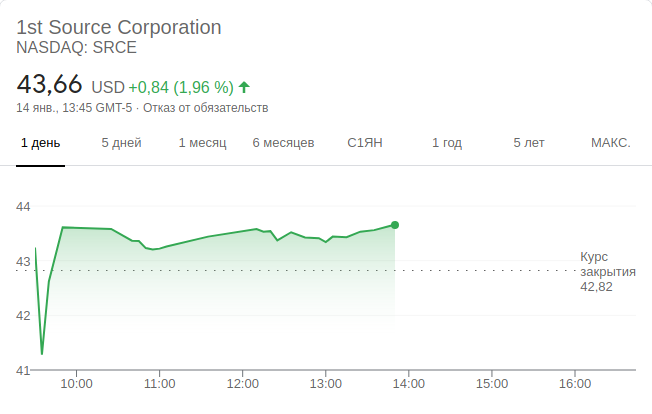 1st Source Corporation
NASDAQ: SRCE
43,66 USD +0,84 (1,96 %)
14 янв., 13:45 GMT-5 · Отказ от обязательств
1 день 5 дней 1 месяц 6 месяцев С1ЯН 1 год 5 лет МАКС.
44
43
42
41
Курс
закрытия
42,82
10:00 11:00 12:00 13:00 14:00 15:00 16:00